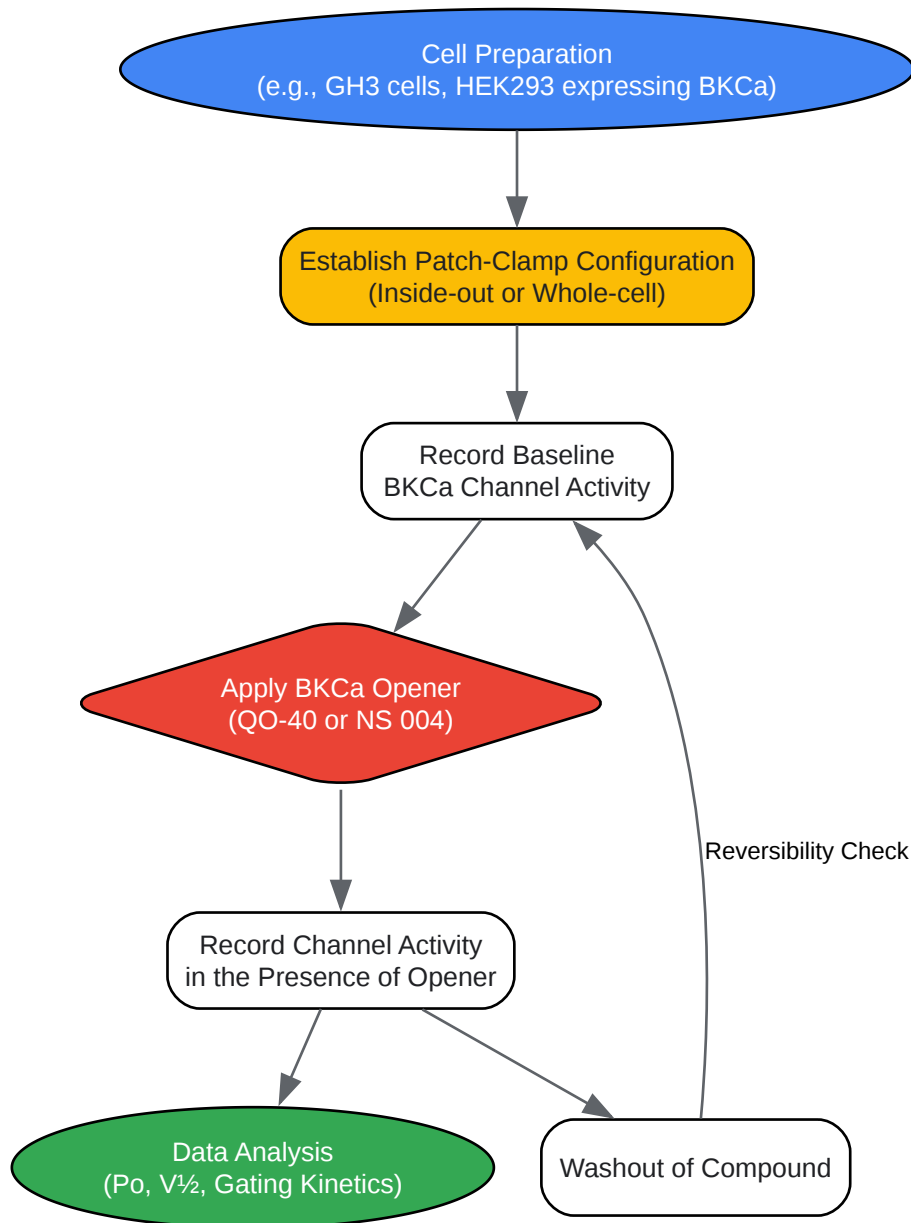 Cell Preparation
(e.g., GH3 cells, HEK293 expressing BKCa)
Establish Patch-Clamp Configuration
(Inside-out or Whole-cell)
Record Baseline
BKCa Channel Activity
Apply BKCa Opener
(QO-40 or NS 004)
Reversibility Check
Record Channel Activity
in the Presence of Opener
Data Analysis
(Po, V½, Gating Kinetics)
Washout of Compound